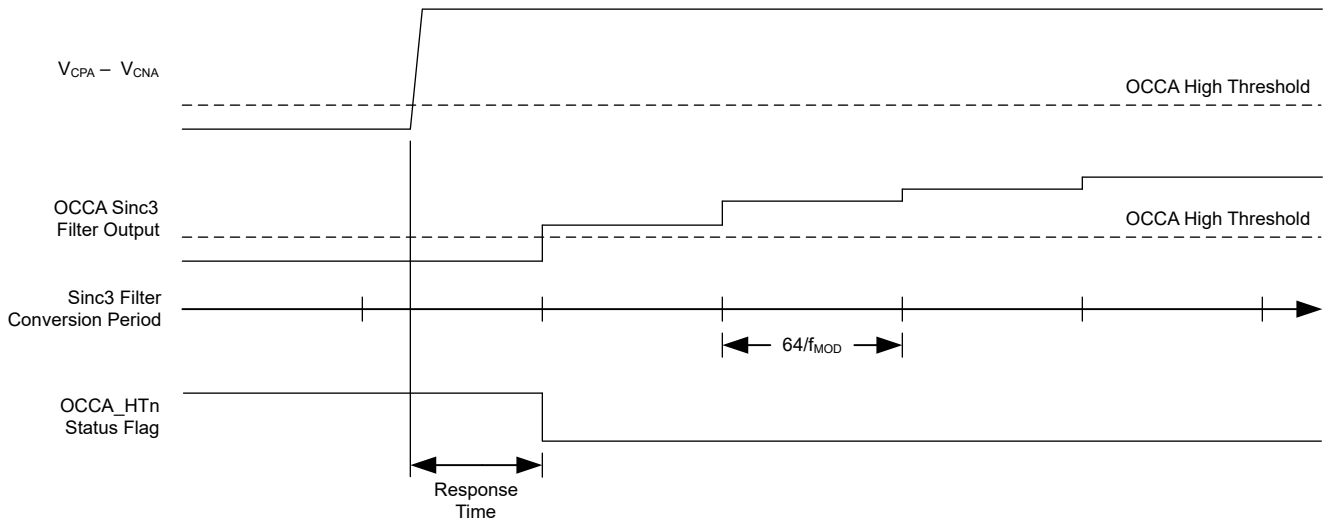 V_CPA – V_CNA
OCCA High Threshold
OCCA Sinc3
Filter Output
OCCA High Threshold
Sinc3 Filter
Conversion Period
64/f_MOD
OCCA_HTn
Status Flag
Response
Time